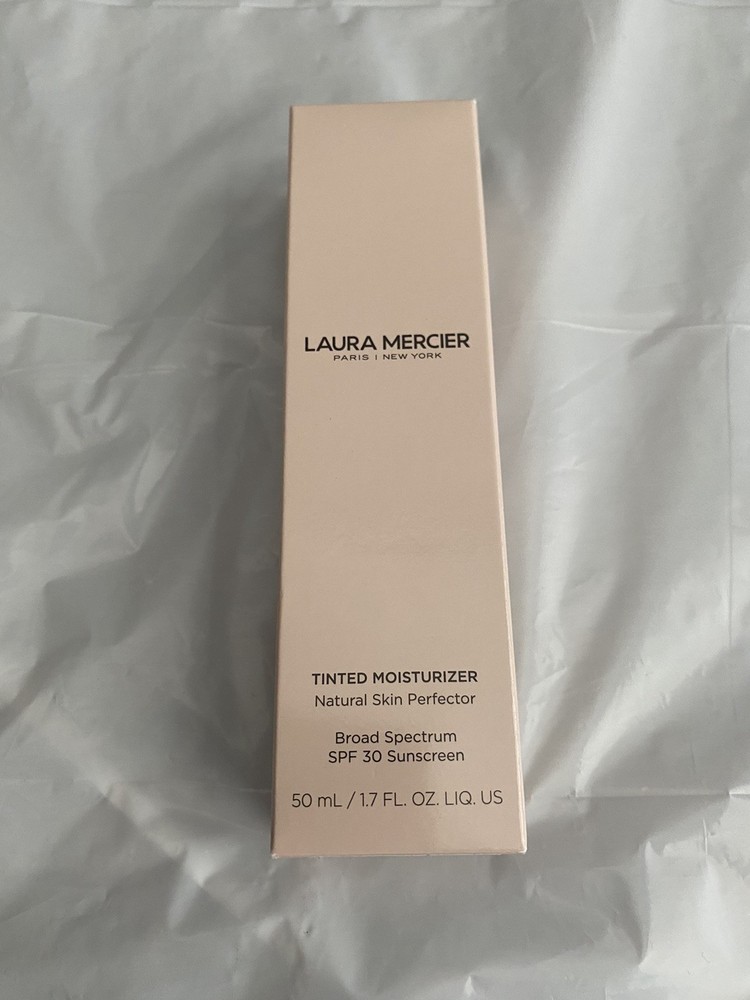 LAURA MERCIER
PARIS | NEW YORK
TINTED MOISTURIZER
Natural Skin Perfector
Broad Spectrum
SPF 30 Sunscreen
50 mL / 1.7 FL. OZ. LIQ. US